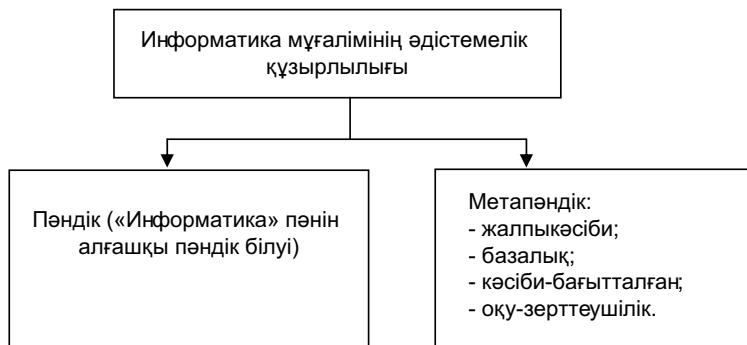 Информатика мұғалімінің әдістемелік
құзырлылығы
Пәндік («Информатика» пәнін
алғашқы пәндік білуі)
Метапәндік:
- жалпыкәсіби;
- базалық;
- кәсіби-бағытталған;
- оқу-зерттеушілік.